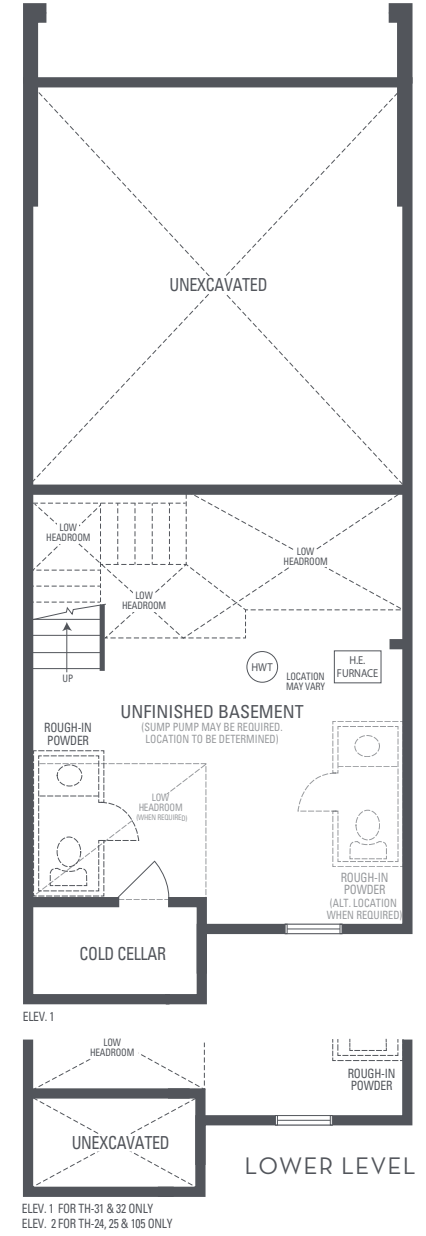 UNEXCAVATED
LOW
HEADROOM
LOW
HEADROOM
LOW
HEADROOM
UP
HWT
LOCATION
MAY VARY
H.E.
FURNACE
UNFINISHED BASEMENT
(SUMP PUMP MAY BE REQUIRED.
LOCATION TO BE DETERMINED)
ROUGH-IN
POWDER
LOW
HEADROOM
(WHEN REQUIRED)
ROUGH-IN
POWDER
(ALT. LOCATION
WHEN REQUIRED)
COLD CELLAR
ELEV. 1
LOW
HEADROOM
ROUGH-IN
POWDER
UNEXCAVATED
LOWER LEVEL
ELEV. 1 FOR TH-31 & 32 ONLY
ELEV. 2 FOR TH-24, 25 & 105 ONLY